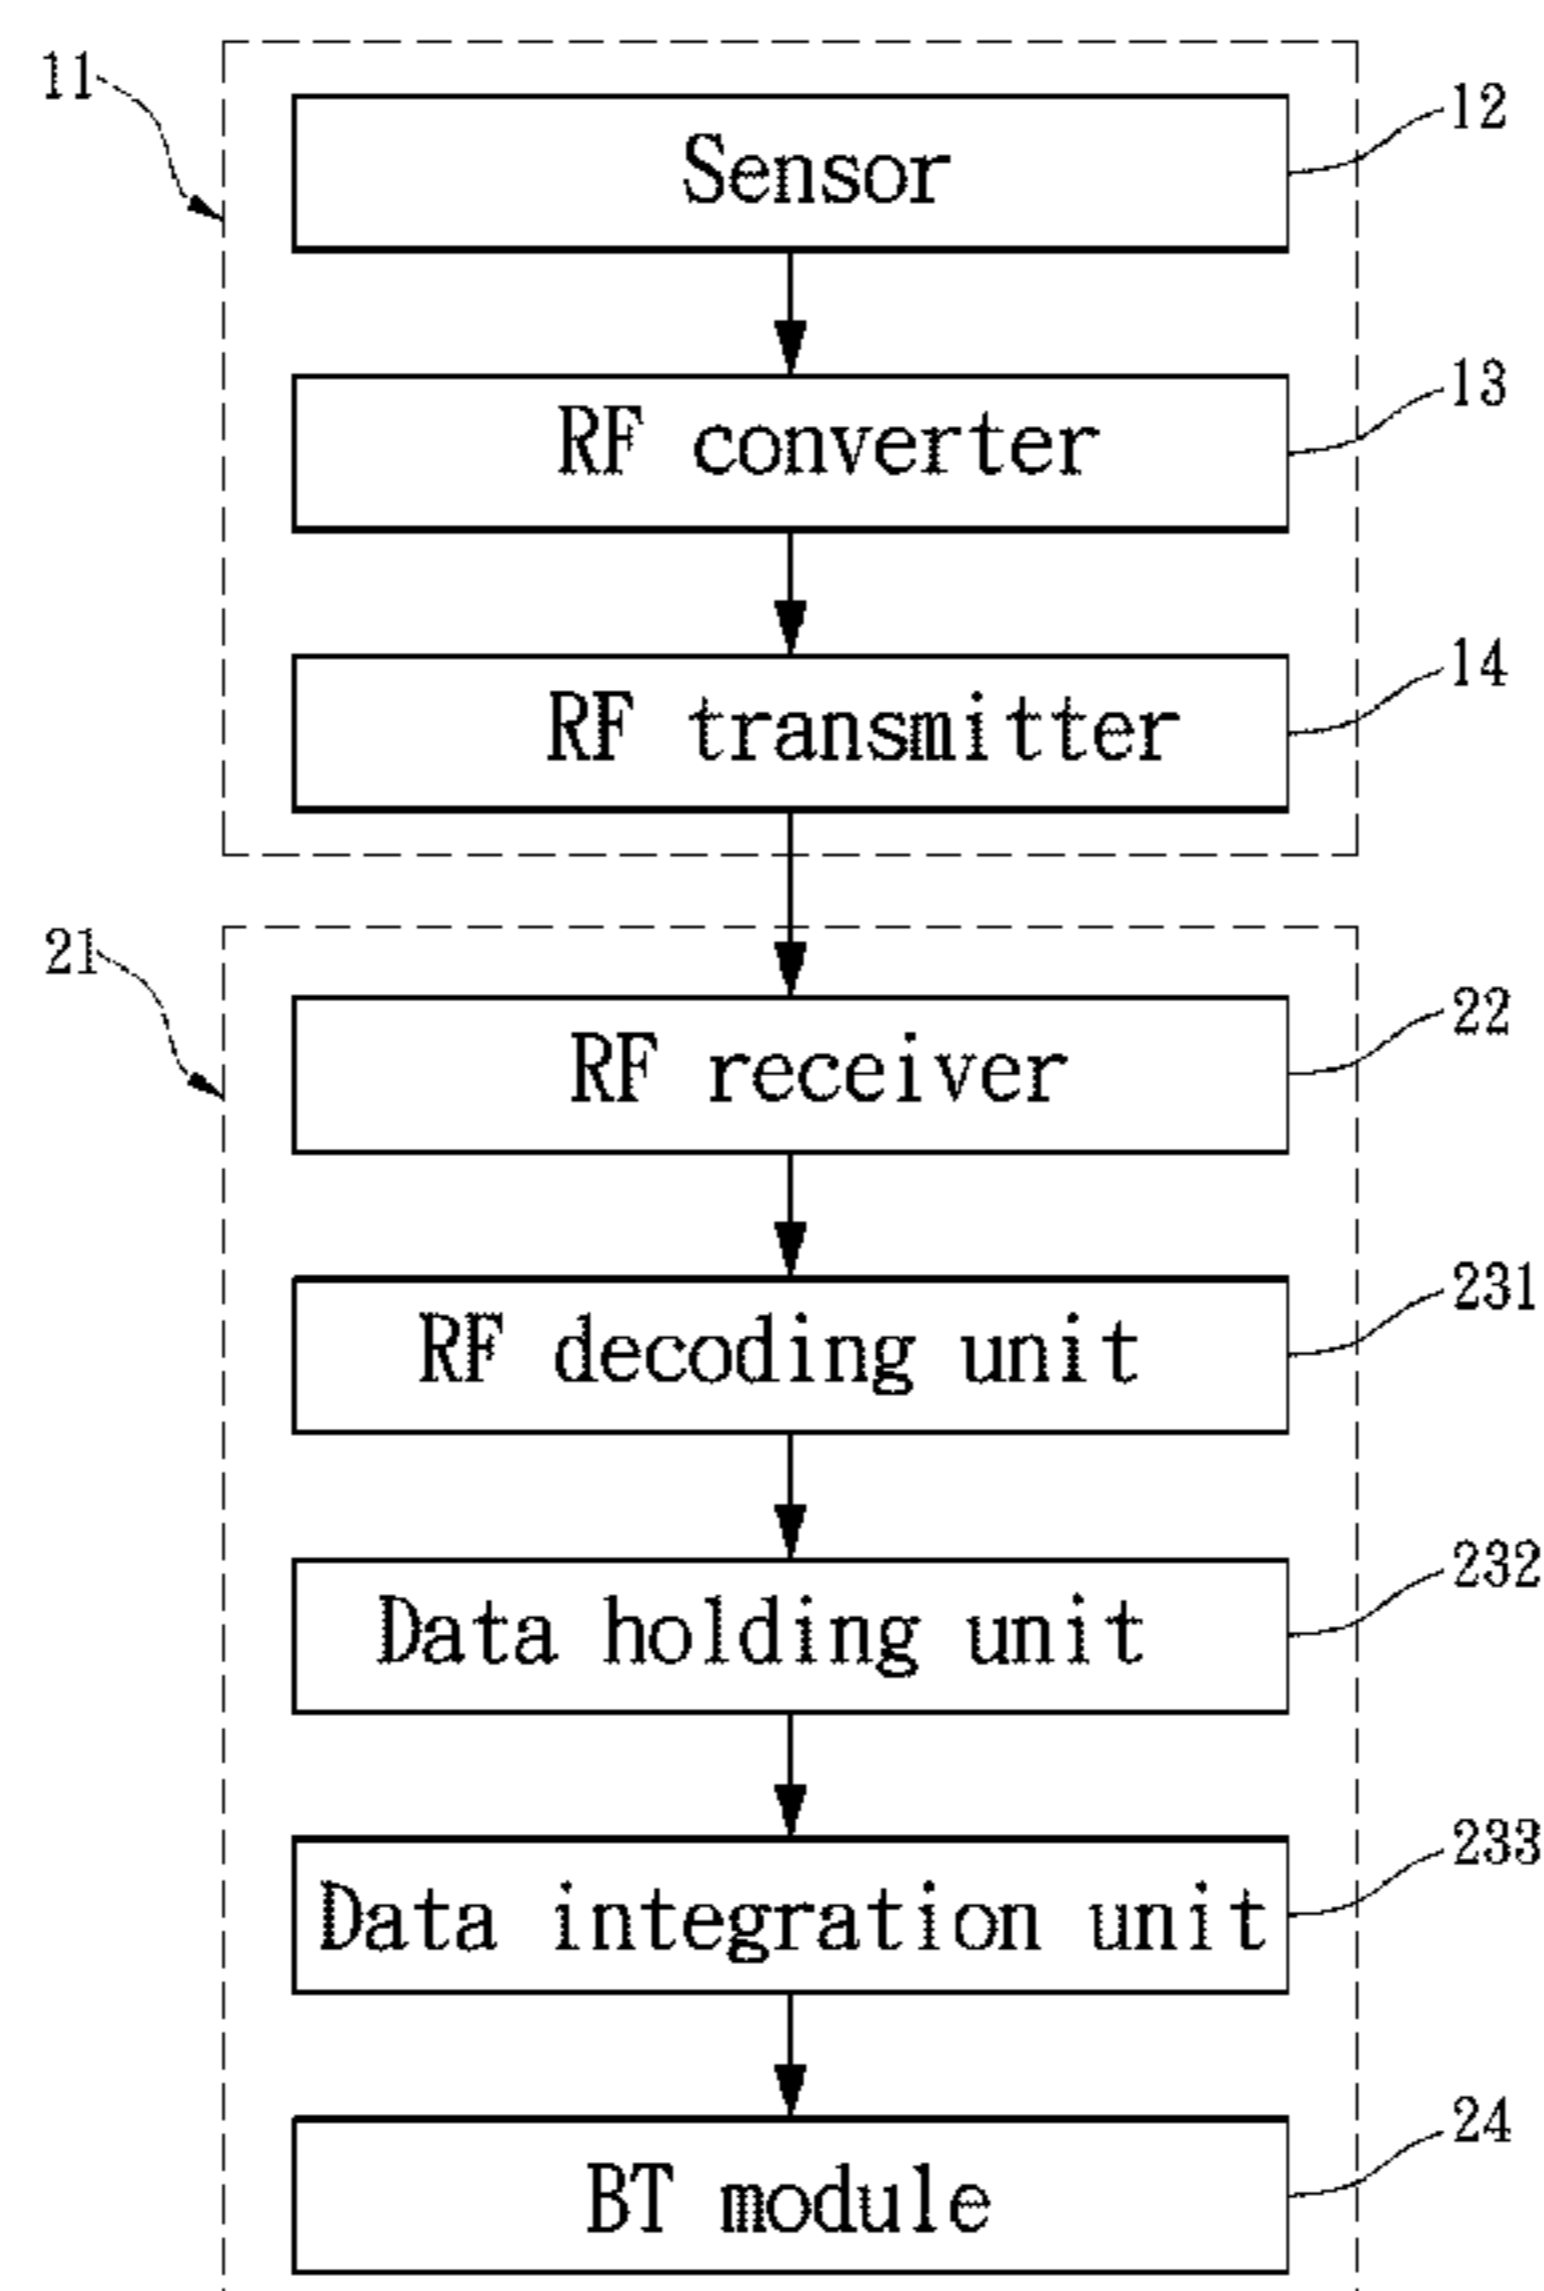 11
12
Sensor
13
RF converter
14
RF transmitter
21
22
RF receiver
231
RF decoding unit
232
Data holding unit
233
Data integration unit
24
BT module